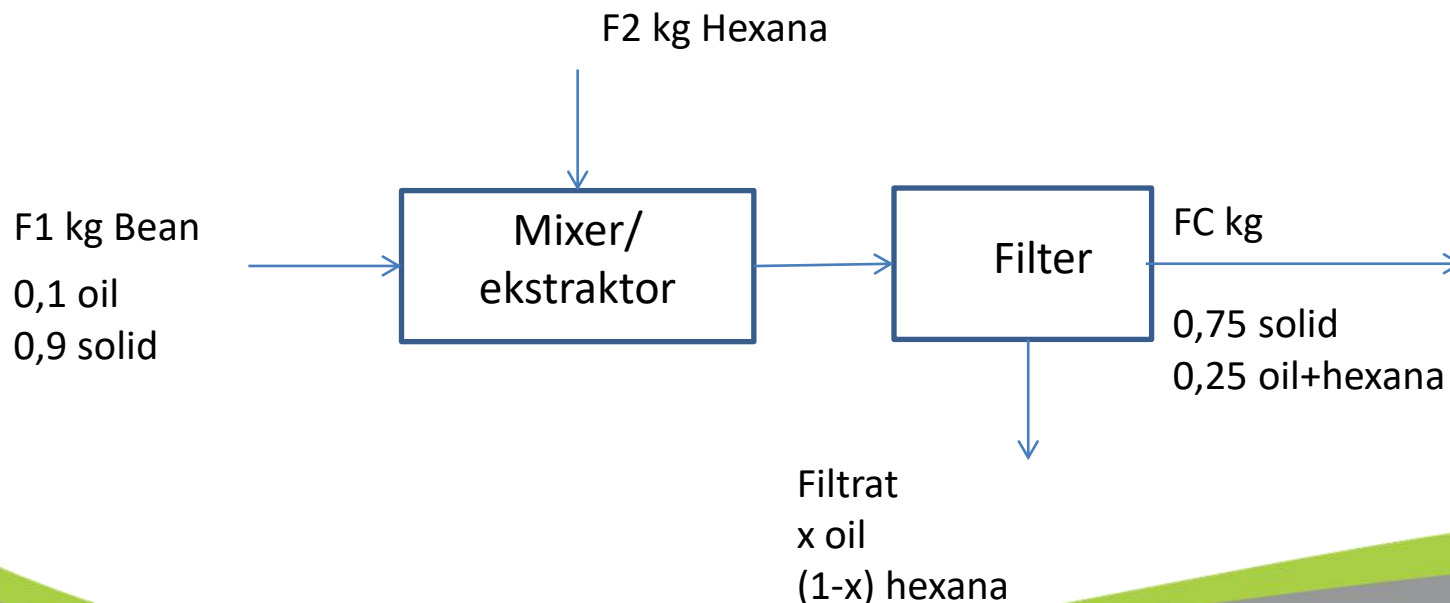 F2 kg Hexana
F1 kg Bean
0,1 oil
0,9 solid
Mixer/
ekstraktor
Filter
FC kg
0,75 solid
0,25 oil+hexana
Filtrat
x oil
(1-x) hexana